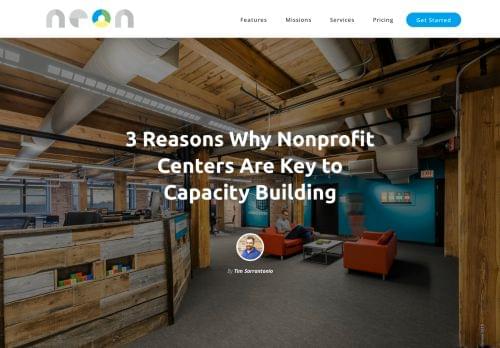 neon
Features
Missions
Services
Pricing
Get Started
3 Reasons Why Nonprofit
Centers Are Key to
Capacity Building
EXIT
By Tim Sarrantonio